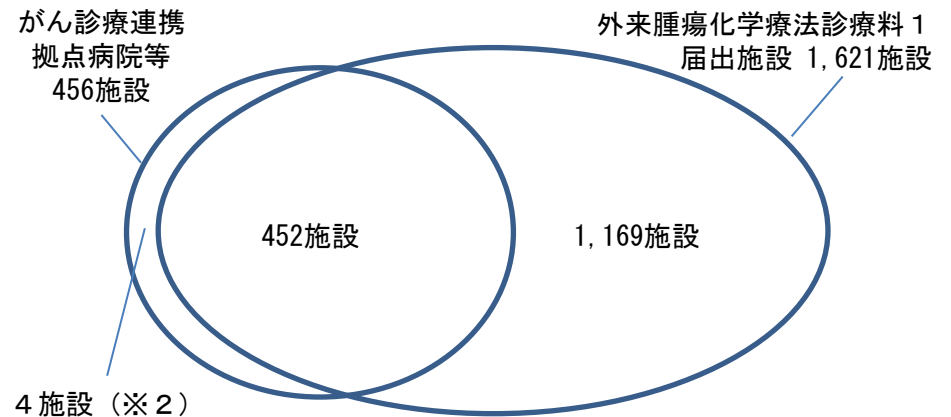 がん診療連携
拠点病院等
456施設
外来腫瘍化学療法診療料１
届出施設 1,621施設
452施設
1,169施設
４施設（※２）